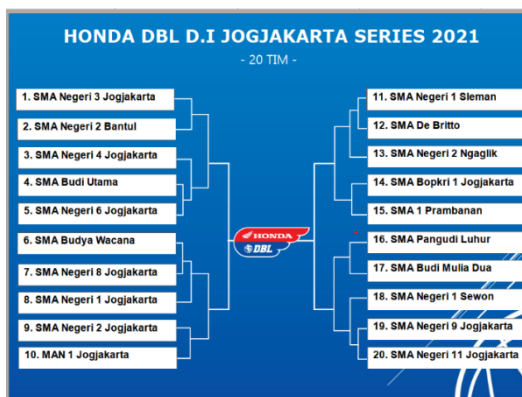 HONDA DBL D.I JOGJAKARTA SERIES 2021
- 20 TIM -
1. SMA Negeri 3 Jogjakarta
2. SMA Negeri 2 Bantul
3. SMA Negeri 4 Jogjakarta
4. SMA Budi Utama
5. SMA Negeri 6 Jogjakarta
6. SMA Budya Wacana
7. SMA Negeri 8 Jogjakarta
8. SMA Negeri 1 Jogjakarta
9. SMA Negeri 2 Jogjakarta
10. MAN 1 Jogjakarta
HONDA
DBL
11. SMA Negeri 1 Sleman
12. SMA De Britto
13. SMA Negeri 2 Ngaglik
14. SMA Bopkri 1 Jogjakarta
15. SMA 1 Prambanan
16. SMA Pangudi Luhur
17. SMA Budi Mulia Dua
18. SMA Negeri 1 Sewon
19. SMA Negeri 9 Jogjakarta
20. SMA Negeri 11 Jogjakarta